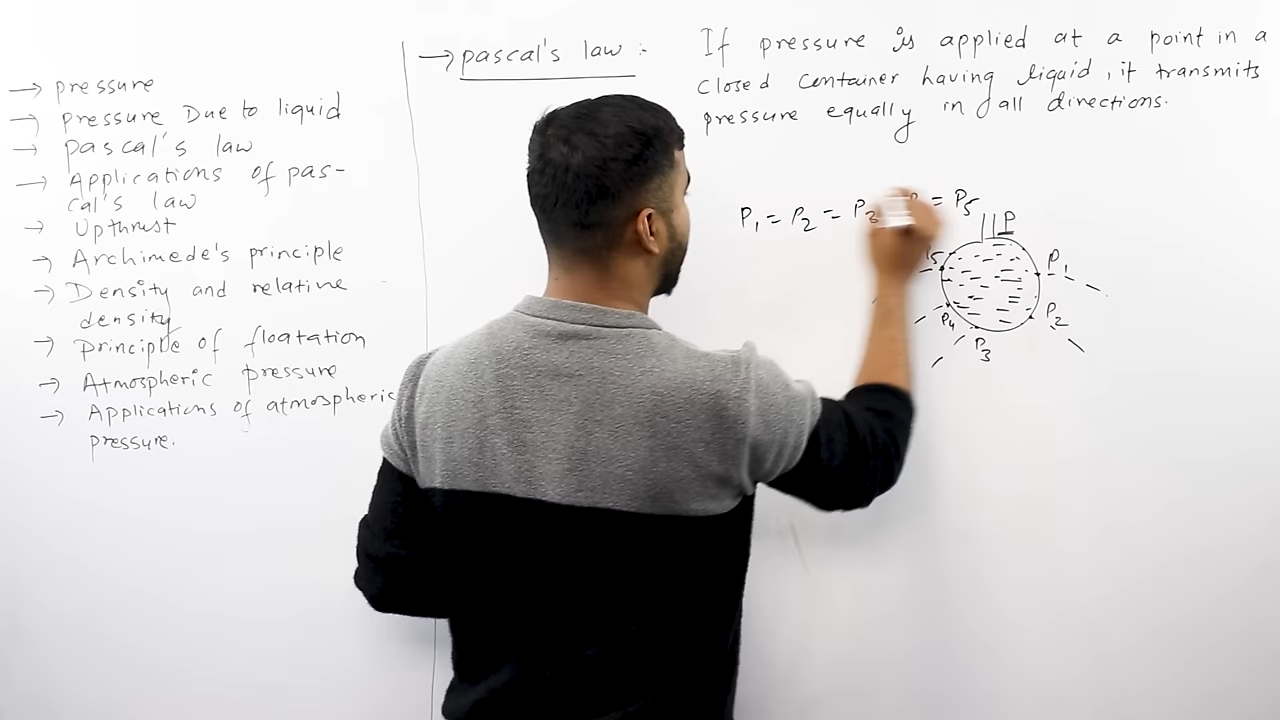 → pressure
→ pressure Due to liquid
→ pascal's law
→ Applications of pas-
cal's law
→ Upthrust
→ Archimede's principle
→ Density and relative
density
→ principle of floatation
→ Atmospheric pressure
→ Applications of atmospheric
pressure.
→ pascal's law :-
If pressure is applied at a point in a
closed container having liquid, it transmits
pressure equally in all directions.
P₁ = P₂ = P₃ = P₅
P
P₁
P₂
P₃
P₄